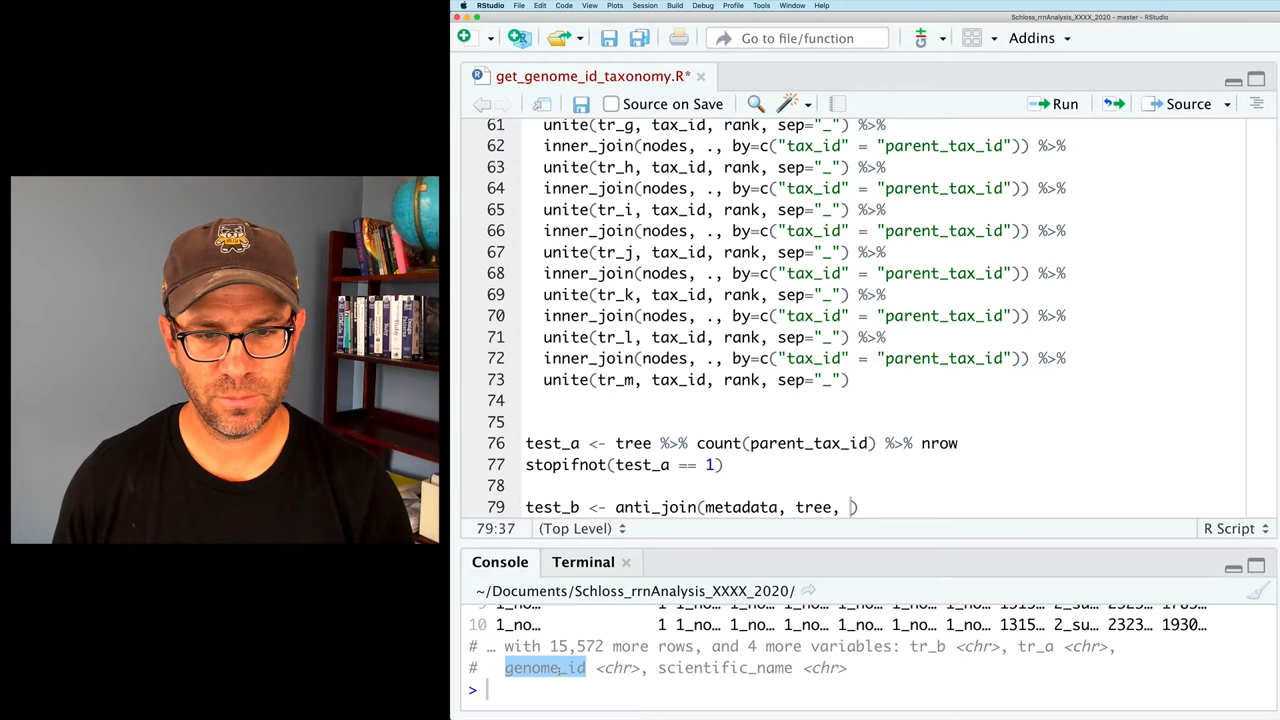 RStudio File Edit Code View Plots Session Build Debug Profile Tools Window Help
Schloss_rrnAnalysis_XXXX_2020 - master - RStudio
Go to file/function Addins
get_genome_id_taxonomy.R*
Source on Save Run Source
61 unite(tr_g, tax_id, rank, sep="_") %>%
62 inner_join(nodes, ., by=c("tax_id" = "parent_tax_id")) %>%
63 unite(tr_h, tax_id, rank, sep="_") %>%
64 inner_join(nodes, ., by=c("tax_id" = "parent_tax_id")) %>%
65 unite(tr_i, tax_id, rank, sep="_") %>%
66 inner_join(nodes, ., by=c("tax_id" = "parent_tax_id")) %>%
67 unite(tr_j, tax_id, rank, sep="_") %>%
68 inner_join(nodes, ., by=c("tax_id" = "parent_tax_id")) %>%
69 unite(tr_k, tax_id, rank, sep="_") %>%
70 inner_join(nodes, ., by=c("tax_id" = "parent_tax_id")) %>%
71 unite(tr_l, tax_id, rank, sep="_") %>%
72 inner_join(nodes, ., by=c("tax_id" = "parent_tax_id")) %>%
73 unite(tr_m, tax_id, rank, sep="_")
74
75
76 test_a <- tree %>% count(parent_tax_id) %>% nrow
77 stopifnot(test_a == 1)
78
79 test_b <- anti_join(metadata, tree, )
79:37 (Top Level) R Script
Console Terminal
~/Documents/Schloss_rrnAnalysis_XXXX_2020/
10 1_no… 1 1_no… 1_no… 1_no… 1_no… 1_no… 1_no… 1315… 2_su… 2323… 1930…
# … with 15,572 more rows, and 4 more variables: tr_b <chr>, tr_a <chr>,
# genome_id <chr>, scientific_name <chr>
>